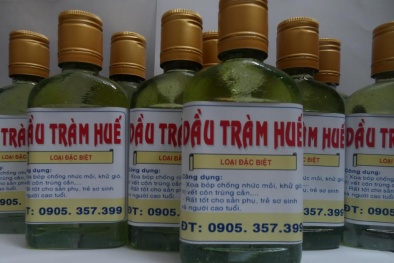 DẦU TRÀM HUẾ
LOẠI ĐẶC BIỆT
Công dụng:
Xoa bóp chống nhức mỏi, khử gió
vết côn trùng cắn....
Rất tốt cho sản phụ, trẻ sơ sinh
và người cao tuổi.
ĐT: 0905. 357.399